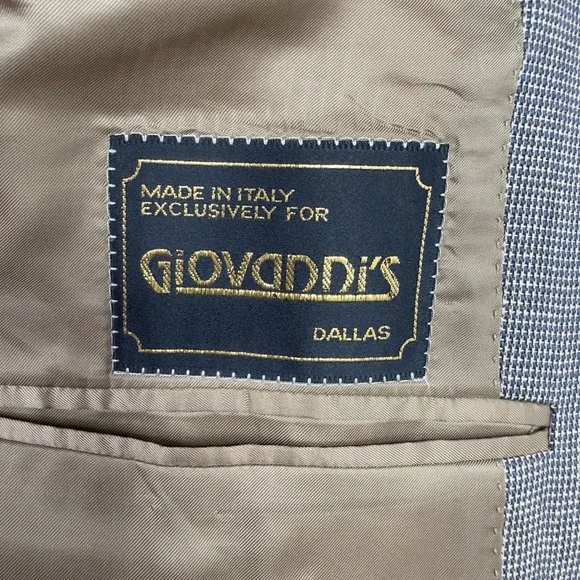 MADE IN ITALY
EXCLUSIVELY FOR
GIOVANNi'S
DALLAS